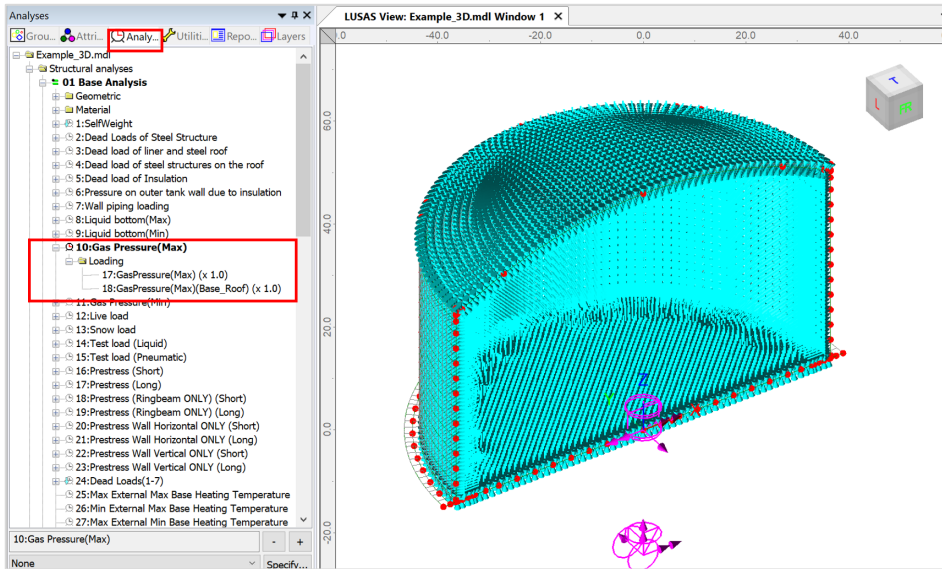 Analyses
Grou... Attri... Analy... Utiliti... Repo... Layers
Example_3D.mdl
Structural analyses
01 Base Analysis
Geometric
Material
1:SelfWeight
2:Dead Loads of Steel Structure
3:Dead load of liner and steel roof
4:Dead load of steel structures on the roof
5:Dead load of Insulation
6:Pressure on outer tank wall due to insulation
7:Wall piping loading
8:Liquid bottom(Max)
9:Liquid bottom(Min)
10:Gas Pressure(Max)
Loading
17:GasPressure(Max) (x 1.0)
18:GasPressure(Max)(Base_Roof) (x 1.0)
11:Gas Pressure(Min)
12:Live load
13:Snow load
14:Test load (Liquid)
15:Test load (Pneumatic)
16:Prestress (Short)
17:Prestress (Long)
18:Prestress (Ringbeam ONLY) (Short)
19:Prestress (Ringbeam ONLY) (Long)
20:Prestress Wall Horizontal ONLY (Short)
21:Prestress Wall Horizontal ONLY (Long)
22:Prestress Wall Vertical ONLY (Short)
23:Prestress Wall Vertical ONLY (Long)
24:Dead Loads(1-7)
25:Max External Max Base Heating Temperature
26:Min External Max Base Heating Temperature
27:Max External Min Base Heating Temperature
10:Gas Pressure(Max)
- +
None
Specify...
LUSAS View: Example_3D.mdl Window 1
-40.0 -20.0 0.0 20.0 40.0
60.0
40.0
20.0
0.0
-20.0
T
L
Z
Y